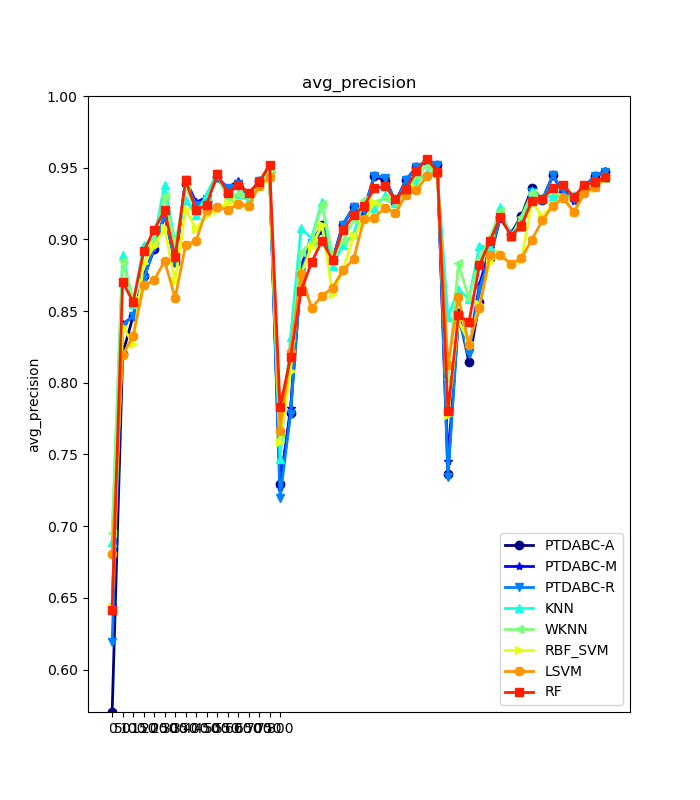 avg_precision
1.00
0.95
0.90
0.85
0.80
0.75
0.70
0.65
0.60
avg_precision
PTDABC-A
PTDABC-M
PTDABC-R
KNN
WKNN
RBF_SVM
LSVM
RF